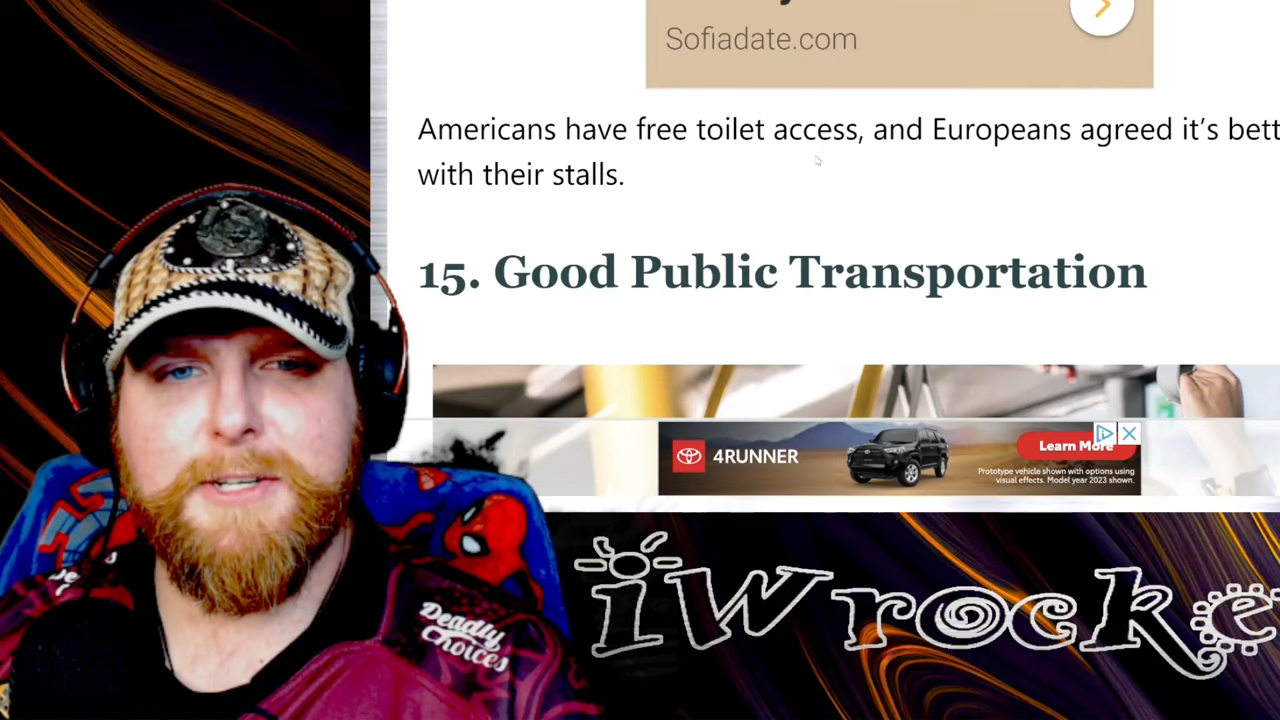 Sofiadate.com
Americans have free toilet access, and Europeans agreed it’s
with their stalls.
15. Good Public Transportation
4RUNNER
Learn More
Prototype vehicle shown with options using
visual effects. Model year 2023 shown.
Deadly
Choices
iWrocke